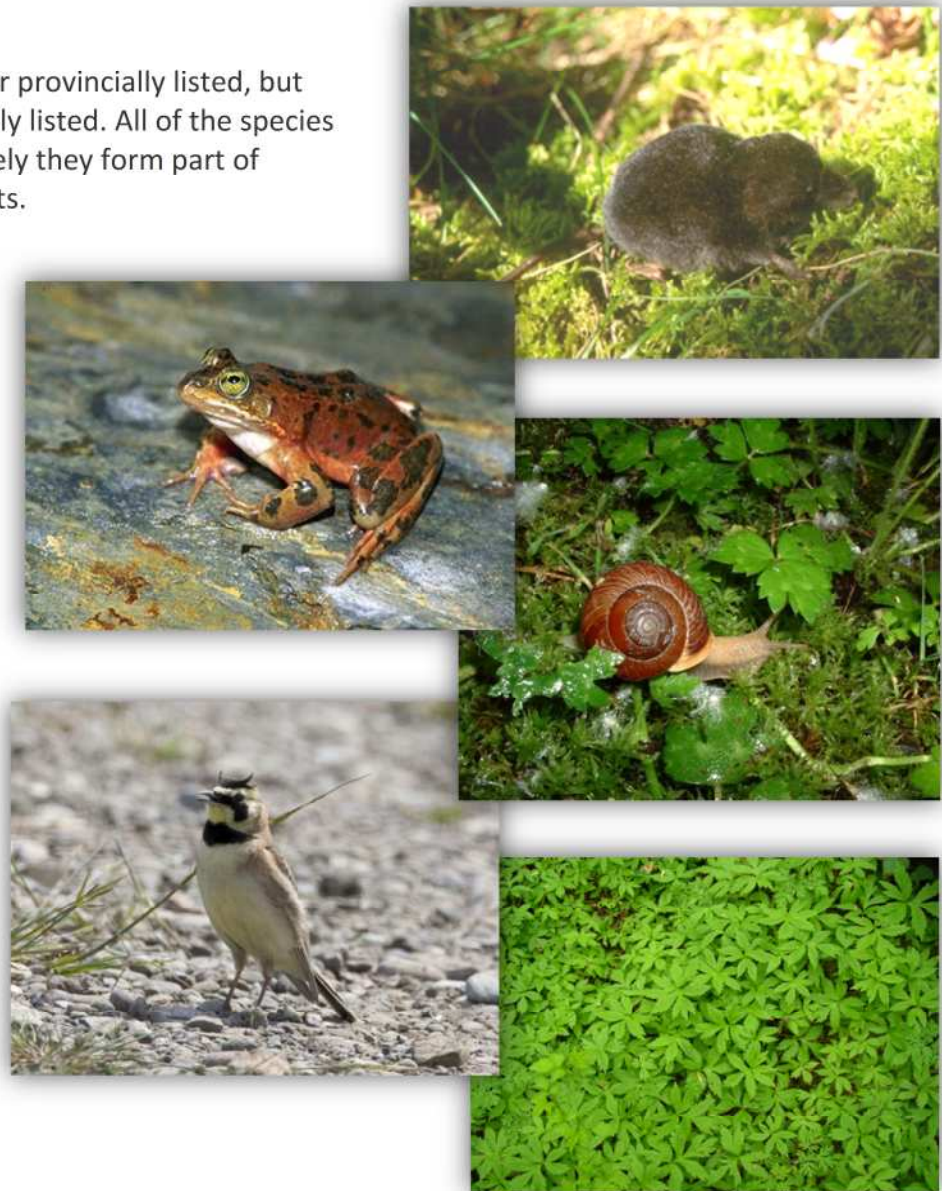 r provincially listed, but
ly listed. All of the species
ely they form part of
ts.